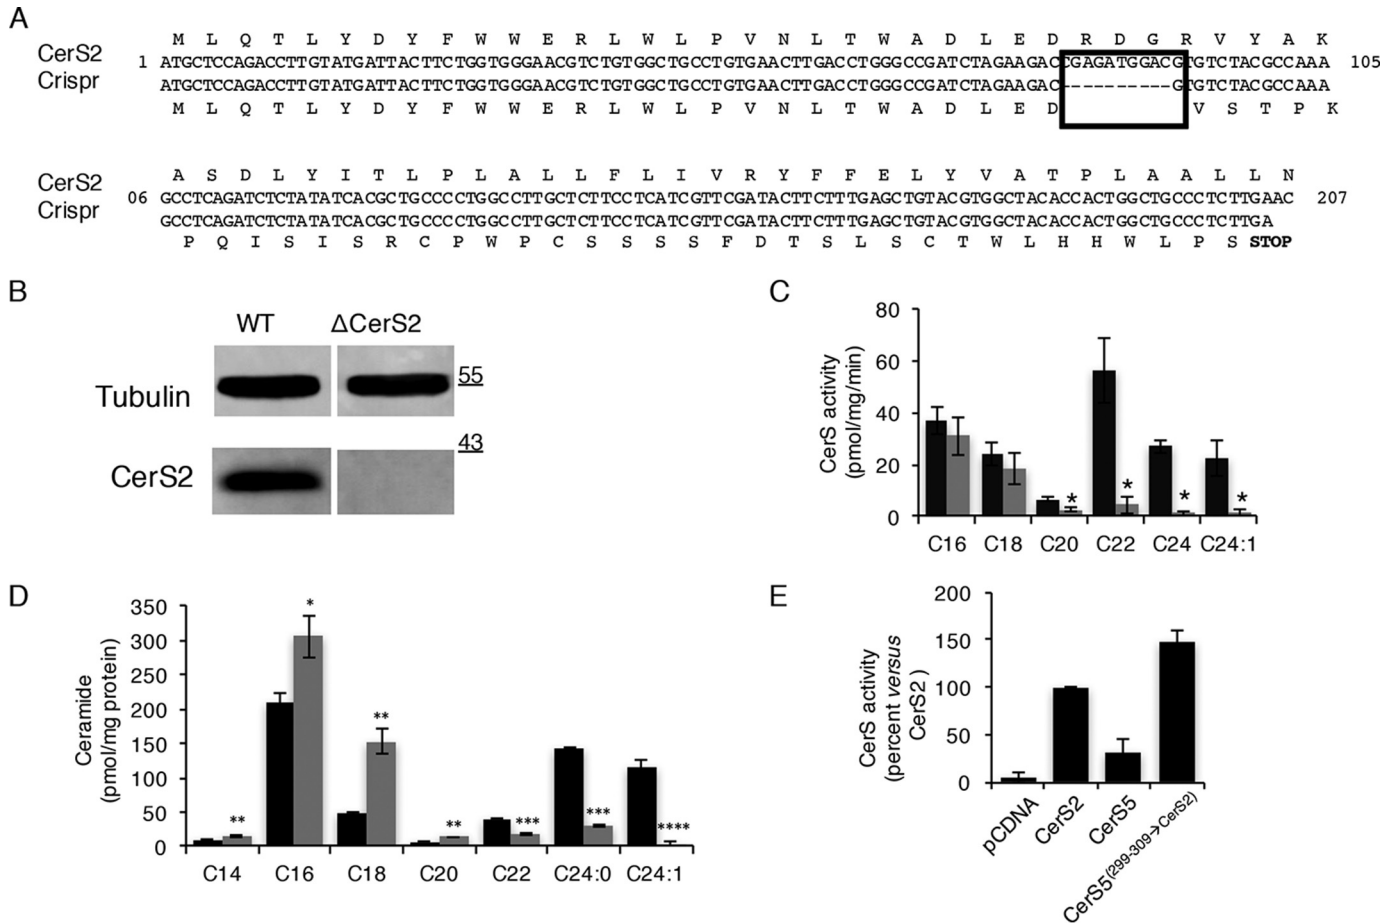 A
M L Q T L Y D Y F W W E R L W L P V N L T W A D L E D R D G R V Y A K
CerS2 1 ATGCTCCAGACCTTGTATGATTACTTCTGGTGGGAACGTCTGTGGCTGCCTGTGAACTTGACCTGGGCCGATCTAGAAGACCGAGATGGACGTGTCTACGCCAAA 105
Crispr ATGCTCCAGACCTTGTATGATTACTTCTGGTGGGAACGTCTGTGGCTGCCTGTGAACTTGACCTGGGCCGATCTAGAAGAC----------GTGTCTACGCCAAA
M L Q T L Y D Y F W W E R L W L P V N L T W A D L E D V S T P K
A S D L Y I T L P L A L L F L I V R Y F F E L Y V A T P L A A L L N
CerS2 06 GCCTCAGATCTCTATATCACGCTGCCCCTGGCCTTGCTCTTCCTCATCGTTCGATACTTCTTTGAGCTGTACGTGGCTACACCACTGGCTGCCCTCTTGAAC 207
Crispr GCCTCAGATCTCTATATCACGCTGCCCCTGGCCTTGCTCTTCCTCATCGTTCGATACTTCTTTGAGCTGTACGTGGCTACACCACTGGCTGCCCTCTTGA
P Q I S I S R C P W P C S S S S F D T S L S C T W L H H W L P S STOP
B
WT ΔCerS2
Tubulin 55
CerS2 43
C
CerS activity
(pmol/mg/min)
80
60
40
20
0
* * * *
C16 C18 C20 C22 C24 C24:1
D
Ceramide
(pmol/mg protein)
350
300
250
200
150
100
50
0
** * ** ** *** *** ****
C14 C16 C18 C20 C22 C24:0 C24:1
E
CerS activity
(percent versus
CerS2 )
200
150
100
50
0
pCDNA CerS2 CerS5 CerS5(299-309→CerS2)